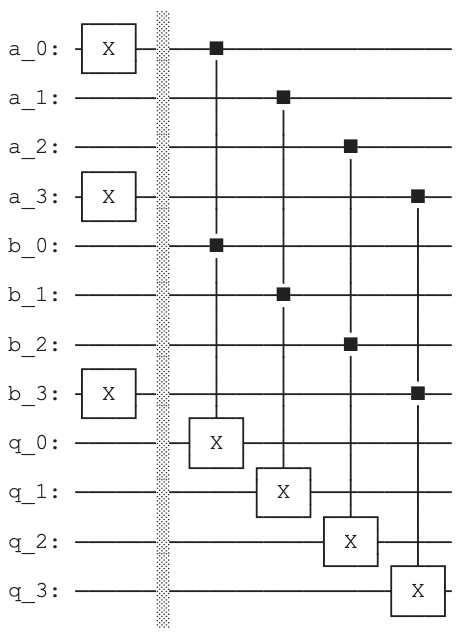 a_0: X
a_1:
a_2:
a_3: X
b_0:
b_1:
b_2:
b_3: X
q_0: X
q_1: X
q_2: X
q_3: X